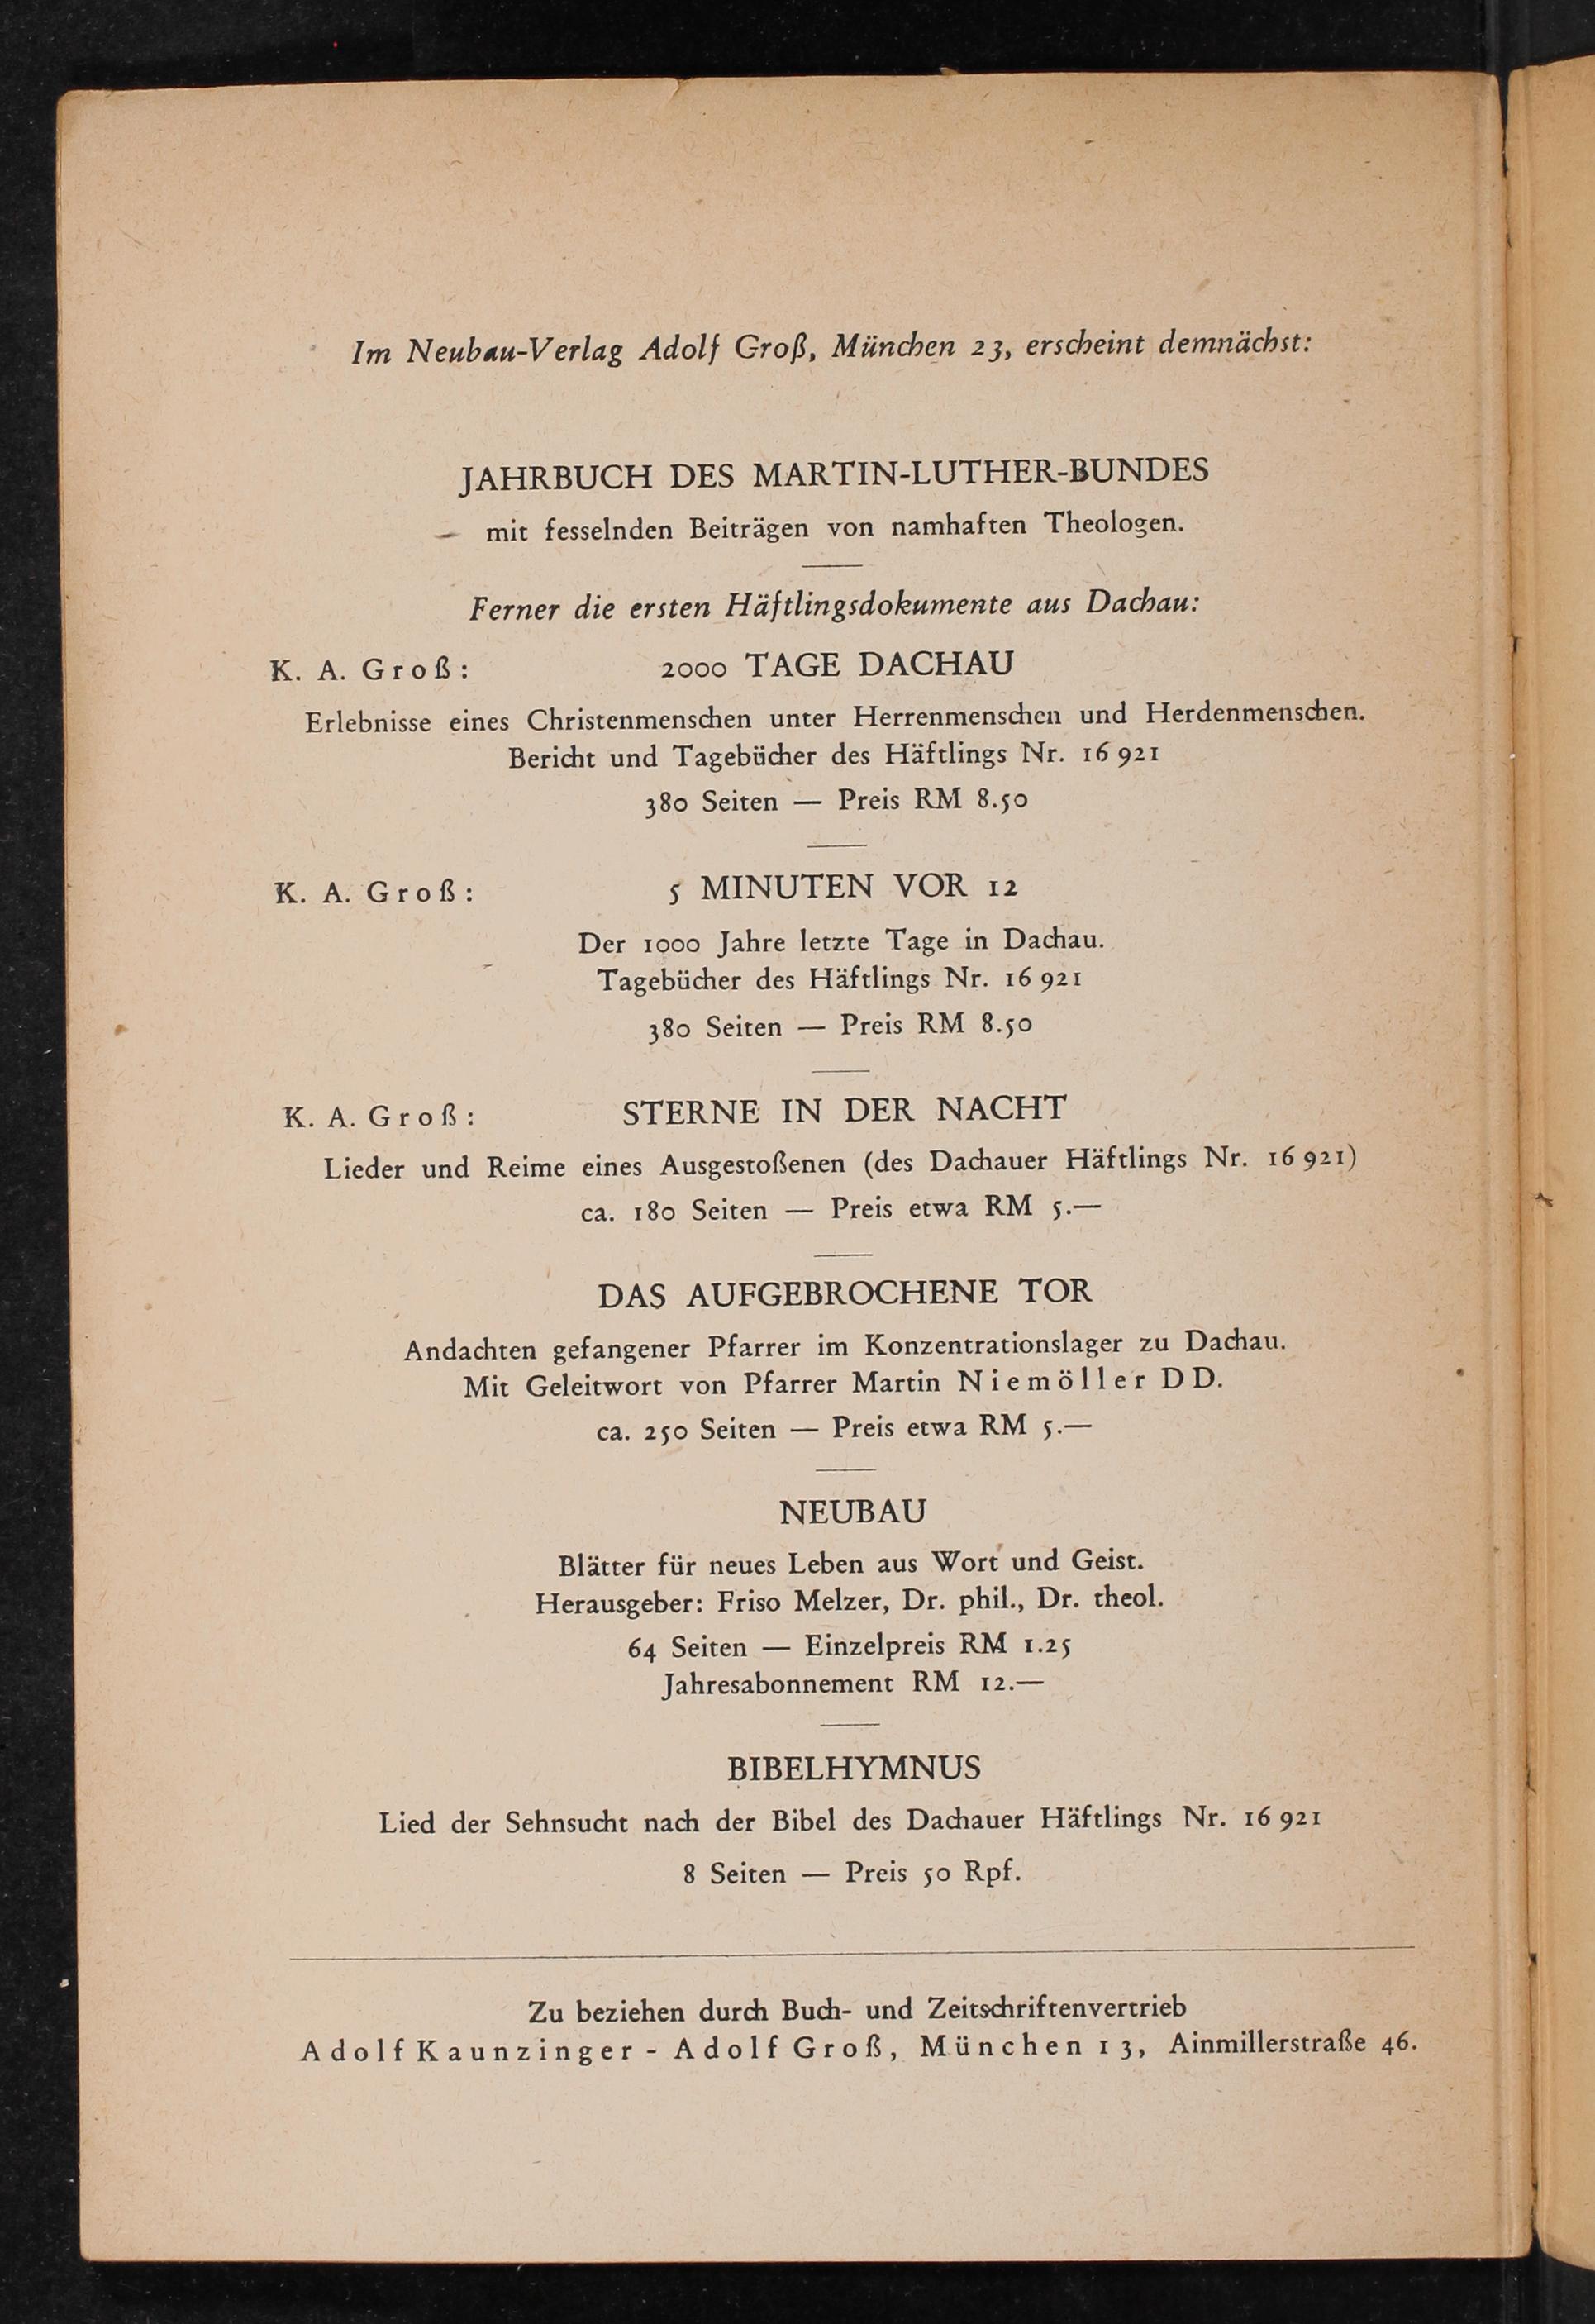 Im Neubau-Verlag Adolf Groß, München 23, erscheint demnächst:
JAHRBUCH DES MARTIN-LUTHER-BUNDES
mit fesselnden Beiträgen von namhaften Theologen.
Ferner die ersten Häftlingsdokumente aus Dachau:
K. A. Groß: 2000 TAGE DACHAU
Erlebnisse eines Christenmenschen unter Herrenmenschen und Herdenmenschen.
Bericht und Tagebücher des Häftlings Nr. 16 921
380 Seiten — Preis RM 8.50
K. A. Groß: 5 MINUTEN VOR 12
Der 1000 Jahre letzte Tage in Dachau.
Tagebücher des Häftlings Nr. 16 921
380 Seiten — Preis RM 8.50
K. A. Groß: STERNE IN DER NACHT
Lieder und Reime eines Ausgestoßenen (des Dachauer Häftlings Nr. 16 921)
ca. 180 Seiten — Preis etwa RM 5.—
DAS AUFGEBROCHENE TOR
Andachten gefangener Pfarrer im Konzentrationslager zu Dachau.
Mit Geleitwort von Pfarrer Martin Niemöller DD.
ca. 250 Seiten — Preis etwa RM 5.—
NEUBAU
Blätter für neues Leben aus Wort und Geist.
Herausgeber: Friso Melzer, Dr. phil., Dr. theol.
64 Seiten — Einzelpreis RM 1.25
Jahresabonnement RM 12.—
BIBELHYMNUS
Lied der Sehnsucht nach der Bibel des Dachauer Häftlings Nr. 16 921
8 Seiten — Preis 50 Rpf.
Zu beziehen durch Buch- und Zeitschriftenvertrieb
Adolf Kaunzinger - Adolf Groß, München 13, Ainmillerstraße 46.